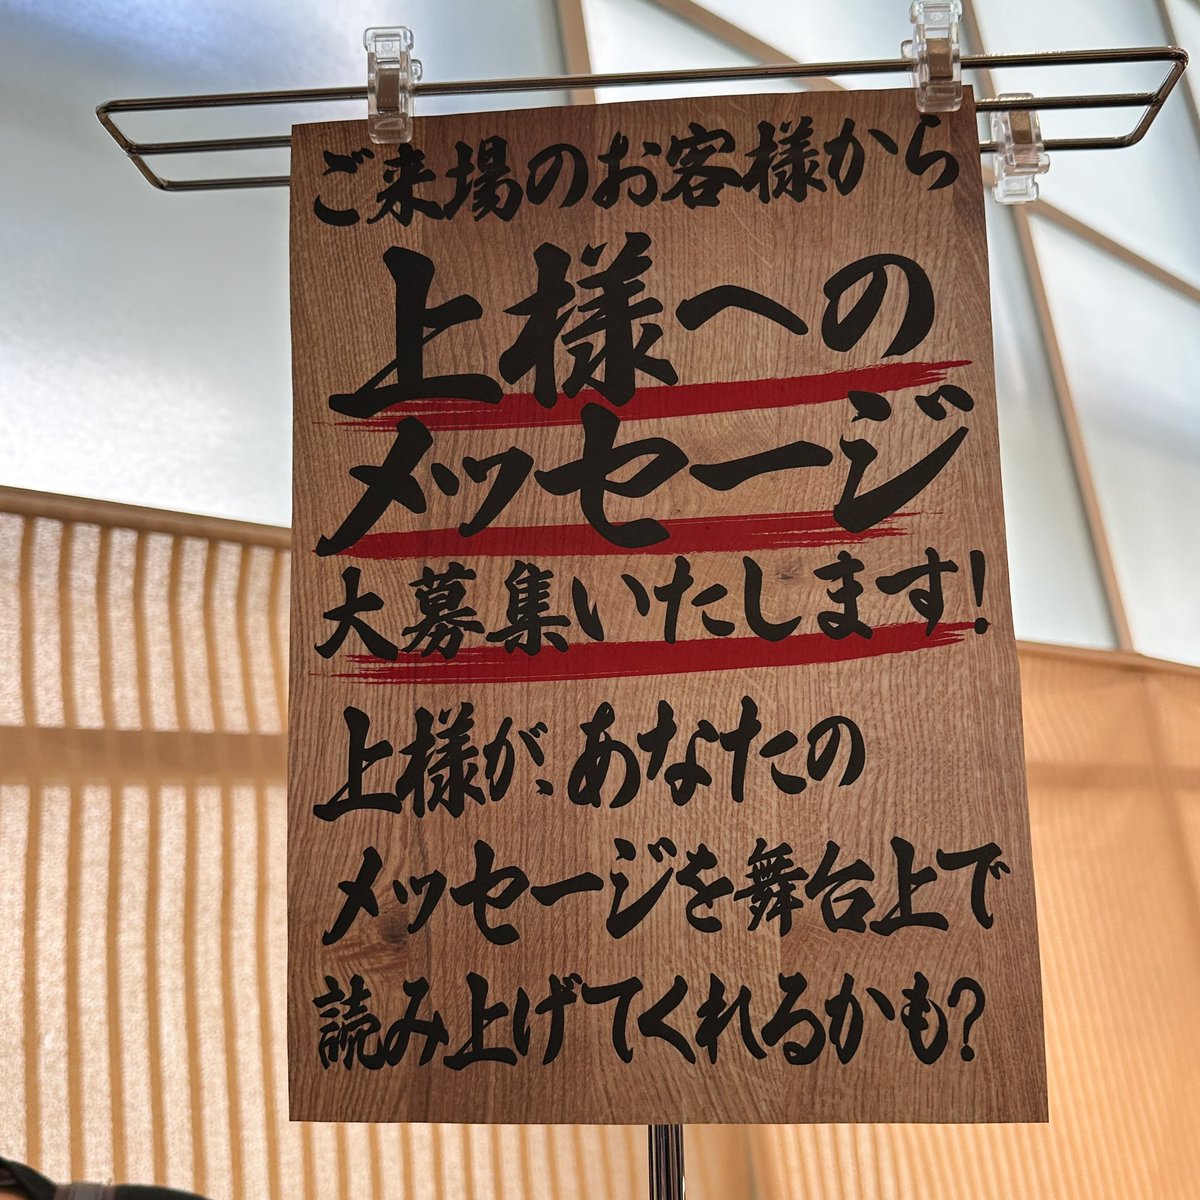 ご来場のお客様から
上様への
メッセージ
大募集いたします!
上様が、あなたの
メッセージを舞台上で
読み上げてくれるかも?